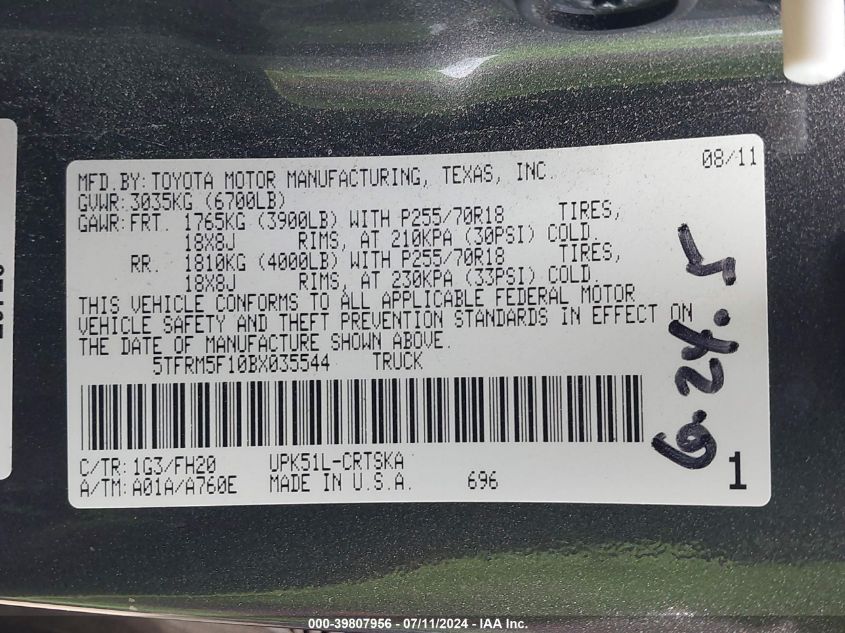 MFD.BY:TOYOTA MOTOR MANUFACTURING, TEXAS, INC. 08/11
GVWR:3035KG (6700LB)
GAWR:FRT. 1765KG (3900LB) WITH P255/70R18 TIRES,
18X8J RIMS, AT 210KPA (30PSI) COLD
RR. 1810KG (4000LB) WITH P255/70R18 TIRES,
18X8J RIMS, AT 230KPA (33PSI) COLD
THIS VEHICLE CONFORMS TO ALL APPLICABLE FEDERAL MOTOR
VEHICLE SAFETY AND THEFT PREVENTION STANDARDS IN EFFECT ON
THE DATE OF MANUFACTURE SHOWN ABOVE.
5TFRM5F10BX035544 TRUCK
C/TR:1G3/FH20 UPK51L-CRTSKA
A/TM:A01A/A760E MADE IN U.S.A. 696
1
6.24.5
000-39807956 - 07/11/2024 - IAA Inc.